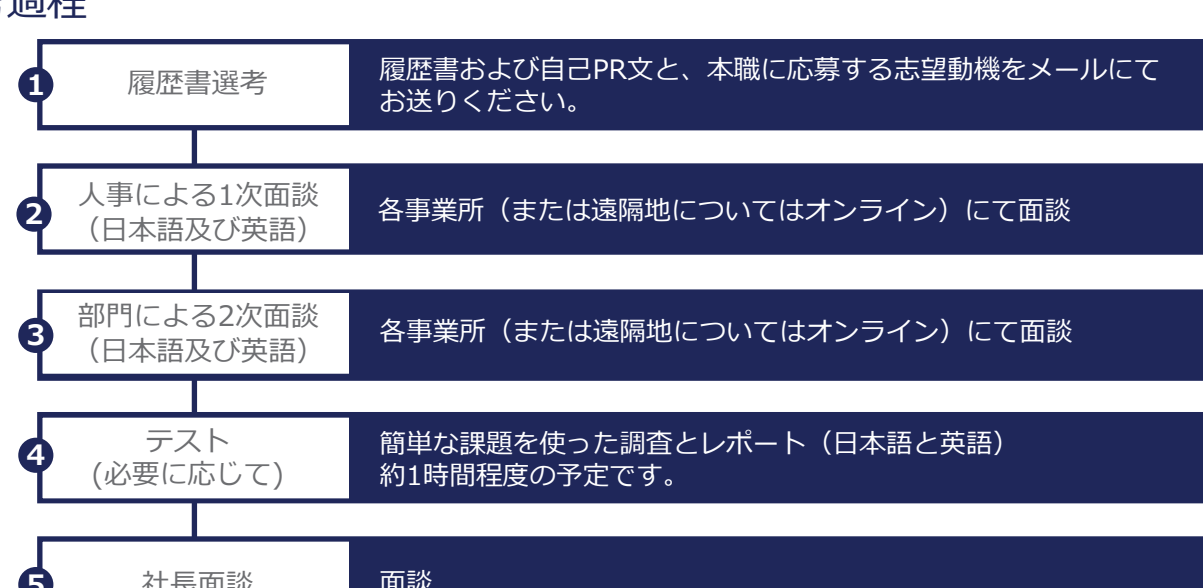 過程
1
履歴書選考
履歴書および自己PR文と、本職に応募する志望動機をメールにて
お送りください。
2
人事による1次面談
（日本語及び英語）
各事業所（または遠隔地についてはオンライン）にて面談
3
部門による2次面談
（日本語及び英語）
各事業所（または遠隔地についてはオンライン）にて面談
4
テスト
(必要に応じて)
簡単な課題を使った調査とレポート（日本語と英語）
約1時間程度の予定です。
5
社長面談
面談